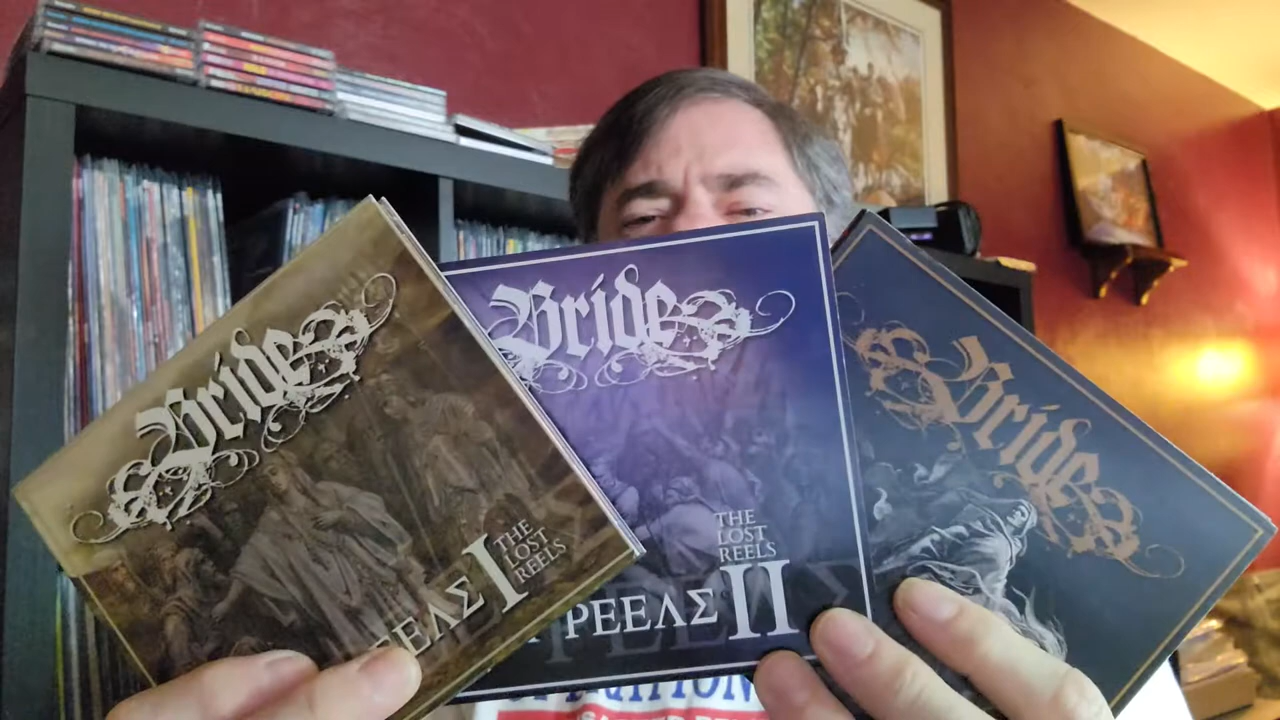 Bride
THE
LOST
REELS
I
ΡΕΕΛΣ
Bride
THE
LOST
REELS
II
ΡΕΕΛΣ
Bride